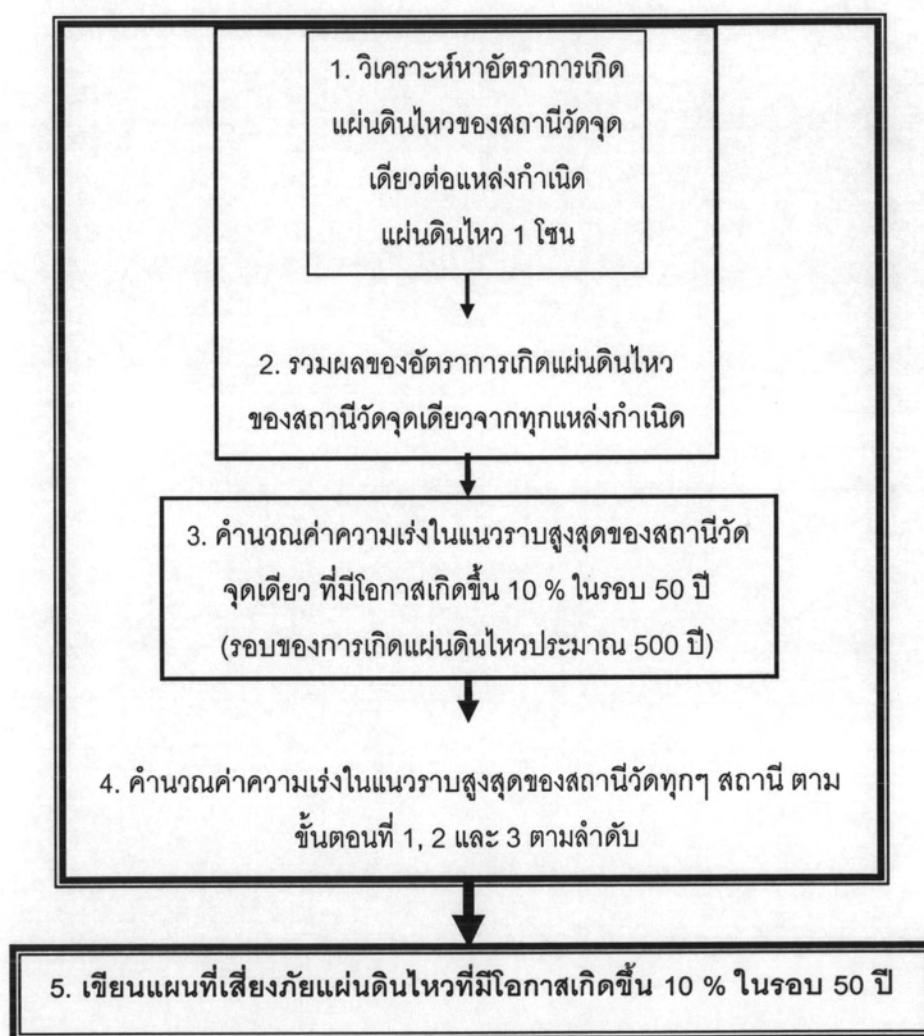 1. วิเคราะห์หาอัตราการเกิด
แผ่นดินไหวของสถานีวัดจุด
เดียวต่อแหล่งกำเนิด
แผ่นดินไหว 1 โซน
2. รวมผลของอัตราการเกิดแผ่นดินไหว
ของสถานีวัดจุดเดียวจากทุกแหล่งกำเนิด
3. คำนวณค่าความเร่งในแนวราบสูงสุดของสถานีวัด
จุดเดียว ที่มีโอกาสเกิดขึ้น 10 % ในรอบ 50 ปี
(รอบของการเกิดแผ่นดินไหวประมาณ 500 ปี)
4. คำนวณค่าความเร่งในแนวราบสูงสุดของสถานีวัดทุกๆ สถานี ตาม
ขั้นตอนที่ 1, 2 และ 3 ตามลำดับ
5. เขียนแผนที่เสี่ยงภัยแผ่นดินไหวที่มีโอกาสเกิดขึ้น 10 % ในรอบ 50 ปี